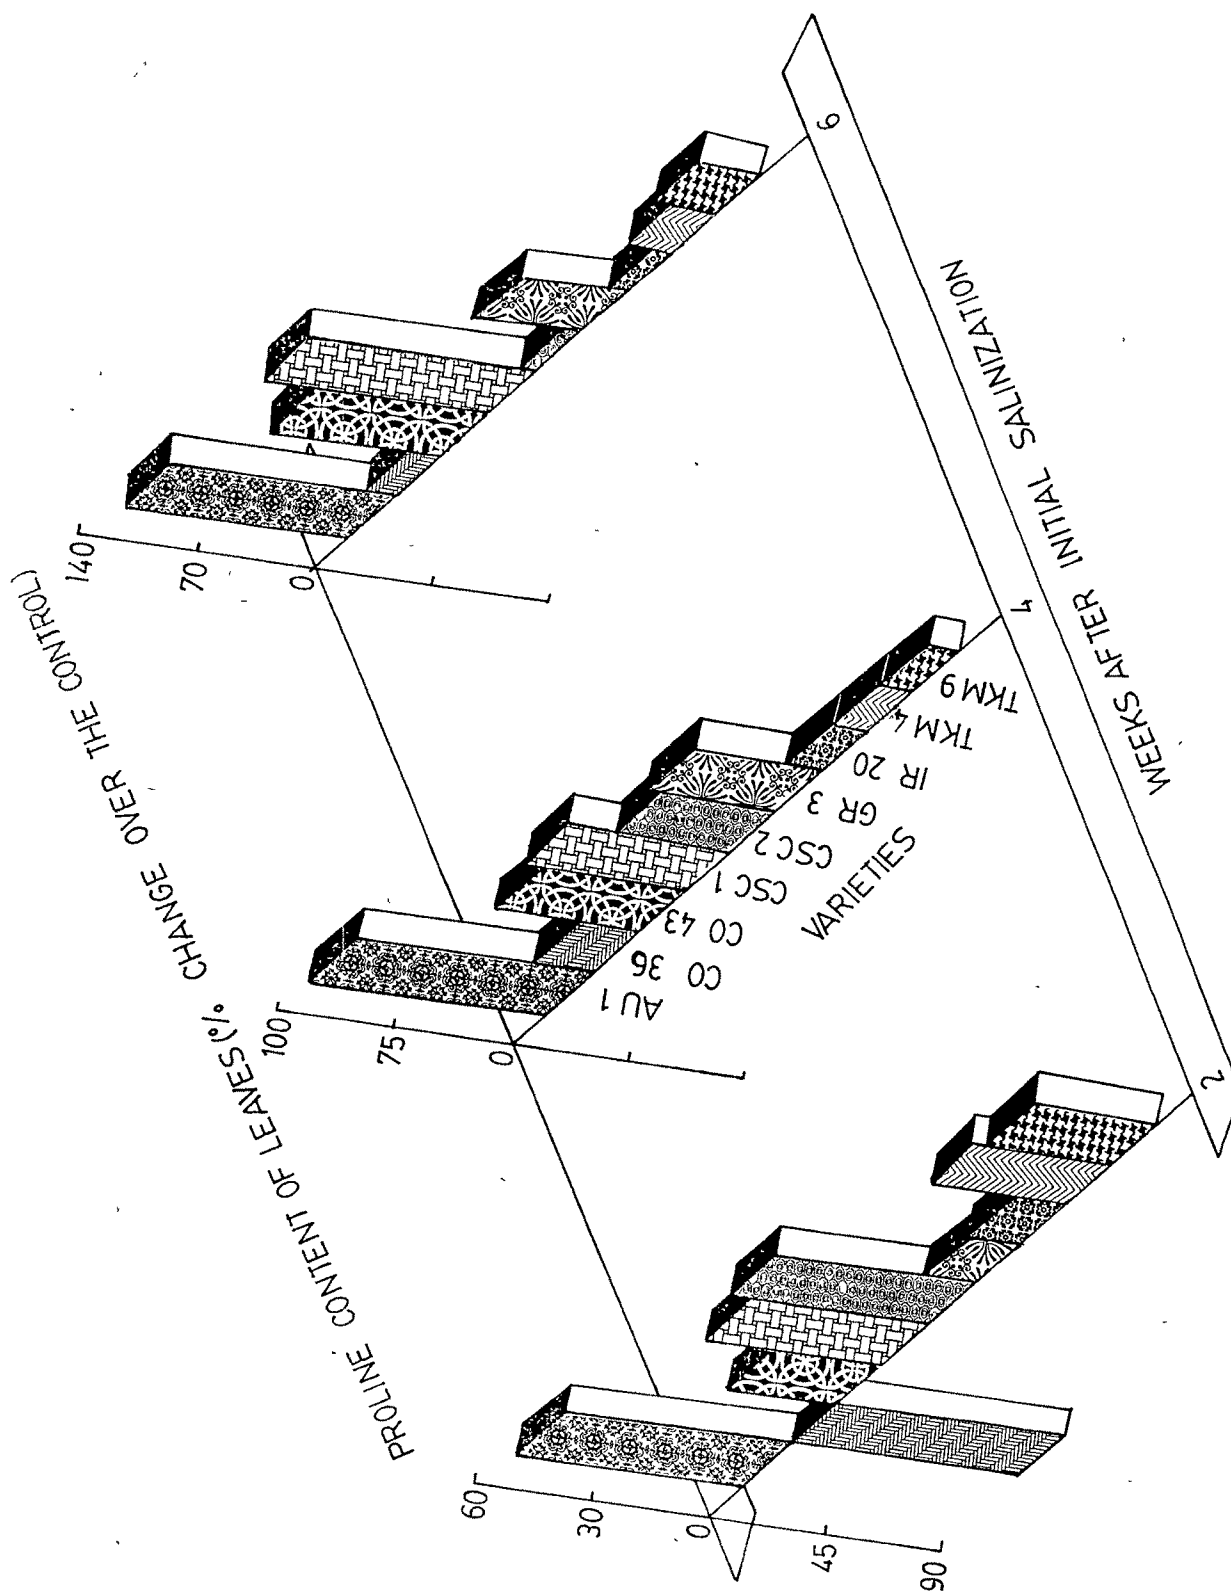 PROLINE CONTENT OF LEAVES (°/. CHANGE OVER THE CONTROL)
140
70
0
100
75
0
60
30
0
45
90
AU 1
CO 36
CO 43
CSC 1
CSC 2
GR 3
IR 20
TKM 4
TKM 9
VARIETIES
2
4
6
WEEKS AFTER INITIAL SALINIZATION